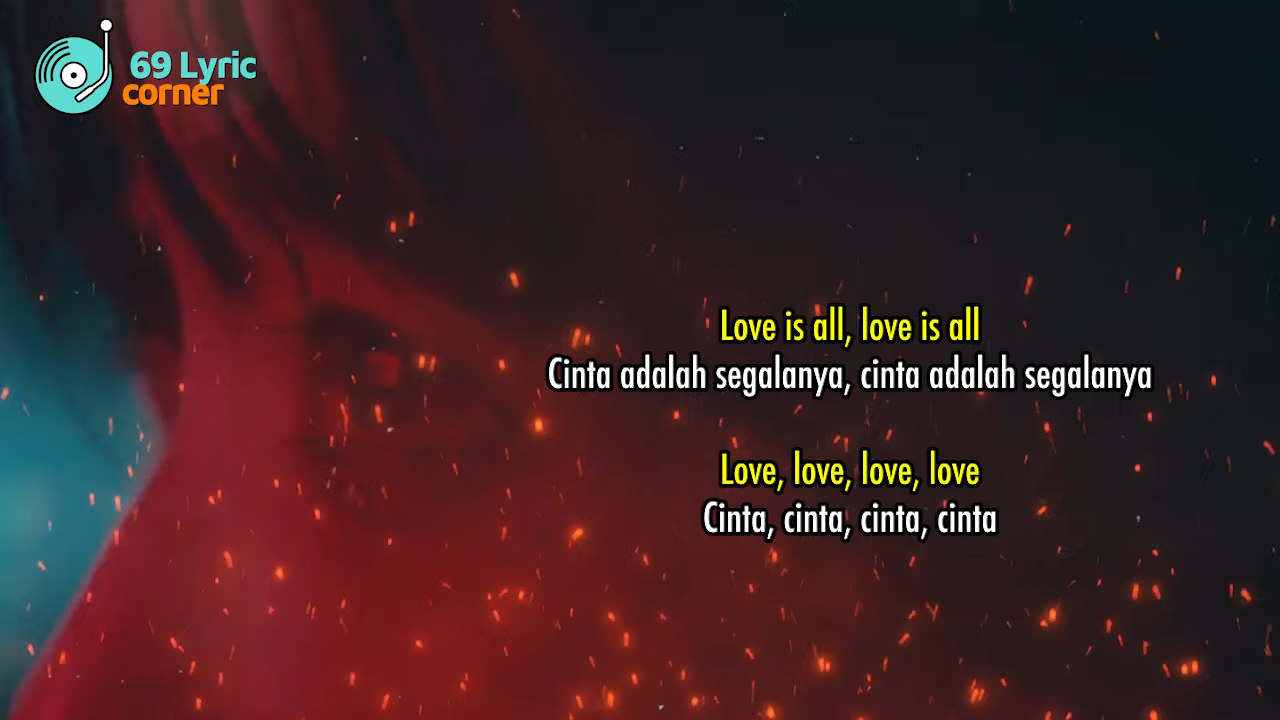 69 Lyric
corner
Love is all, love is all
Cinta adalah segalanya, cinta adalah segalanya
Love, love, love, love
Cinta, cinta, cinta, cinta